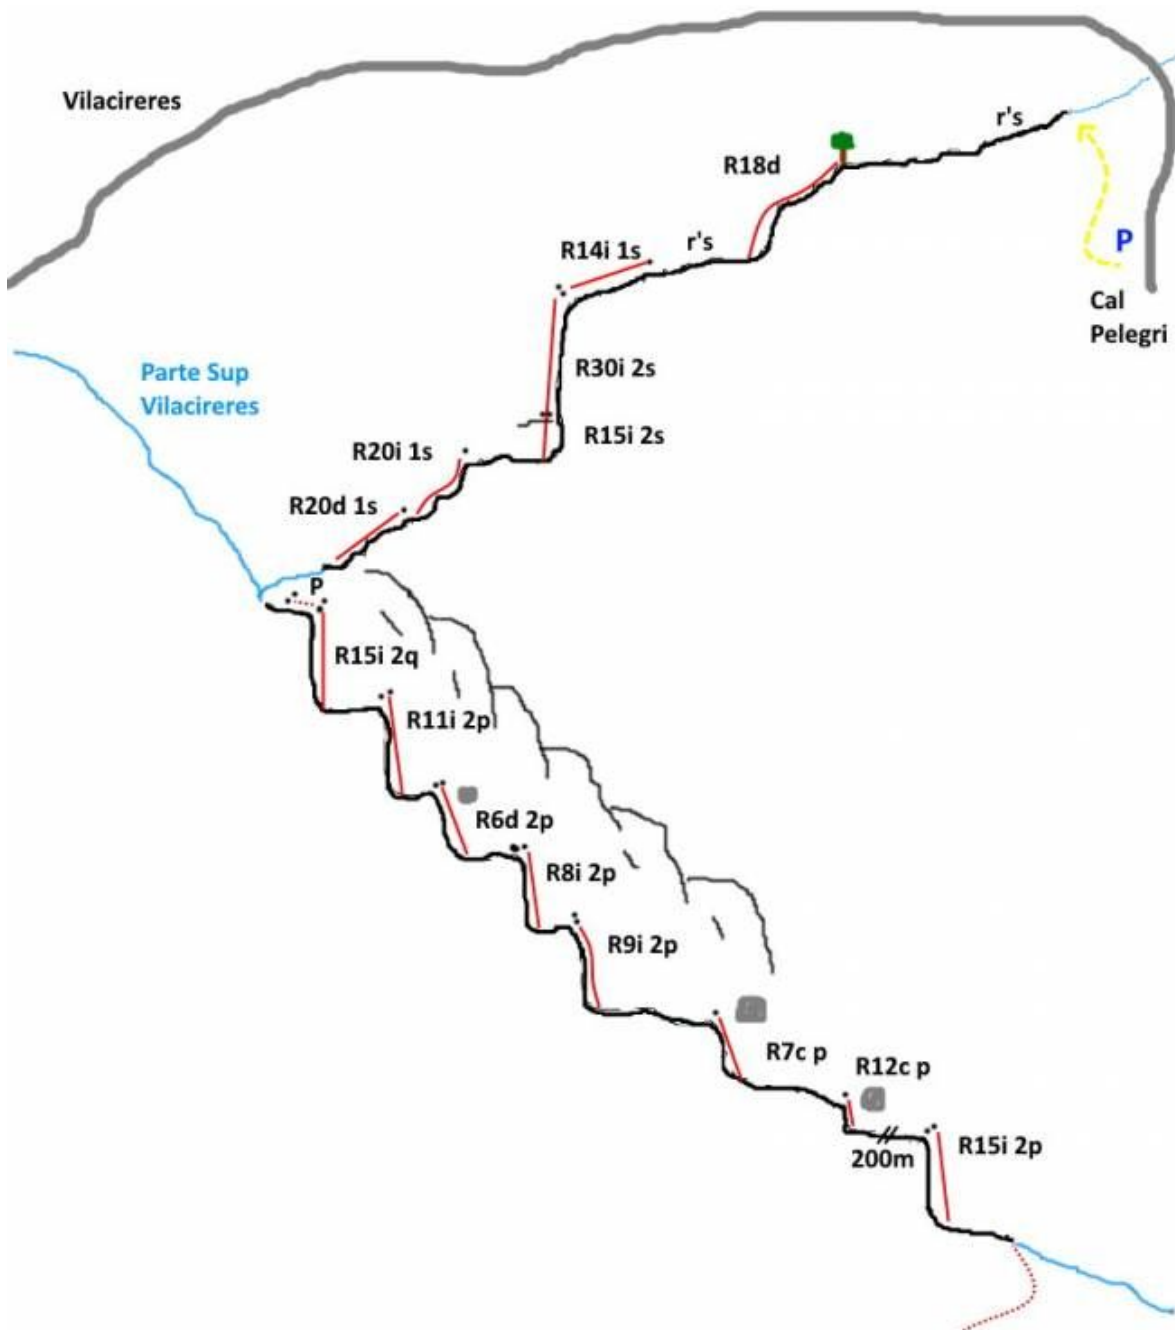 Vilacireres
r's
R18d
P
r's
R14i 1s
Cal
Pelegri
R30i 2s
Parte Sup
Vilacireres
R15i 2s
R20i 1s
R20d 1s
P
R15i 2q
R11i 2p
R6d 2p
R8i 2p
R9i 2p
R7c p
R12c p
R15i 2p
200m